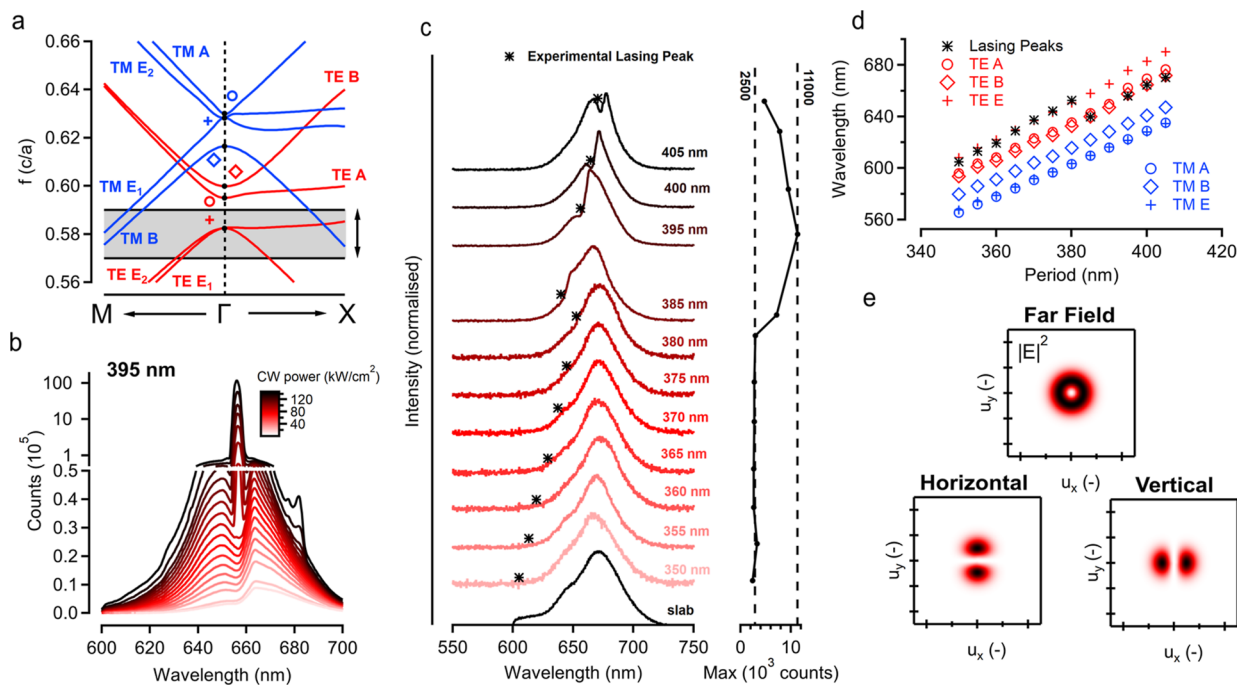 a
0.66
0.64
0.62
0.60
0.58
0.56
f (c/a)
TM A
TM E2
TE B
TM E1
TE A
TM B
TE E2
TE E1
M
Γ
X
b
395 nm
CW power (kW/cm²)
120
80
40
100
10
1
0.5
0.4
0.3
0.2
0.1
0.0
Counts (10⁵)
600
620
640
660
680
700
Wavelength (nm)
c
Experimental Lasing Peak
Intensity (normalised)
405 nm
400 nm
395 nm
385 nm
380 nm
375 nm
370 nm
365 nm
360 nm
355 nm
350 nm
slab
550
600
650
700
750
Wavelength (nm)
2500
11000
0
10
Max (10³ counts)
d
Lasing Peaks
TE A
TE B
TE E
TM A
TM B
TM E
680
640
600
560
Wavelength (nm)
340
360
380
400
420
Period (nm)
e
Far Field
|E|²
uy (-)
ux (-)
Horizontal
uy (-)
ux (-)
Vertical
uy (-)
ux (-)